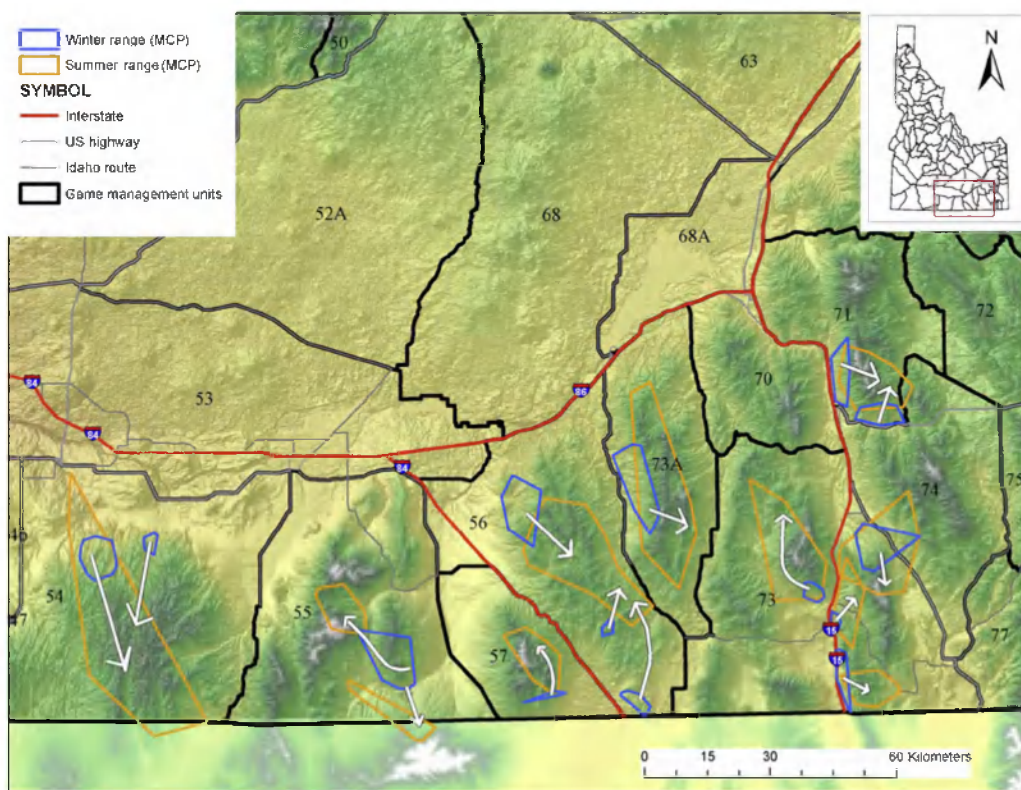 Winter range (MCP)
Summer range (MCP)
SYMBOL
Interstate
US highway
Idaho route
Game management units
50
63
N
52A
68
68A
72
71
84
53
86
70
84
84
73A
56
74
75
46
54
47
55
57
73
15
77
15
0 15 30 60 Kilometers